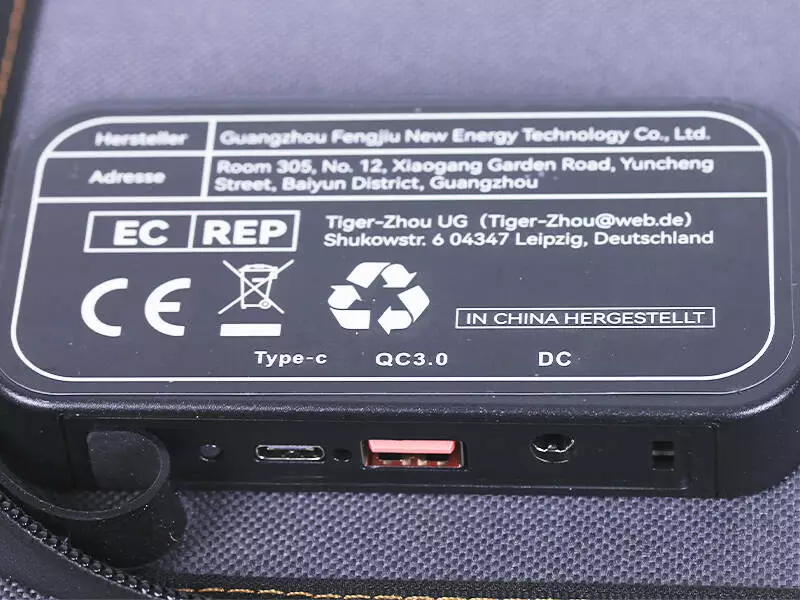 Hersteller Guangzhou Fengjiu New Energy Technology Co., Ltd.
Adresse Room 305, No. 12, Xiaogang Garden Road, Yuncheng
Street, Baiyun District, Guangzhou
EC REP
Tiger-Zhou UG (Tiger-Zhou@web.de)
Shukowstr. 6 04347 Leipzig, Deutschland
CE
IN CHINA HERGESTELLT
Type-c QC3.0 DC